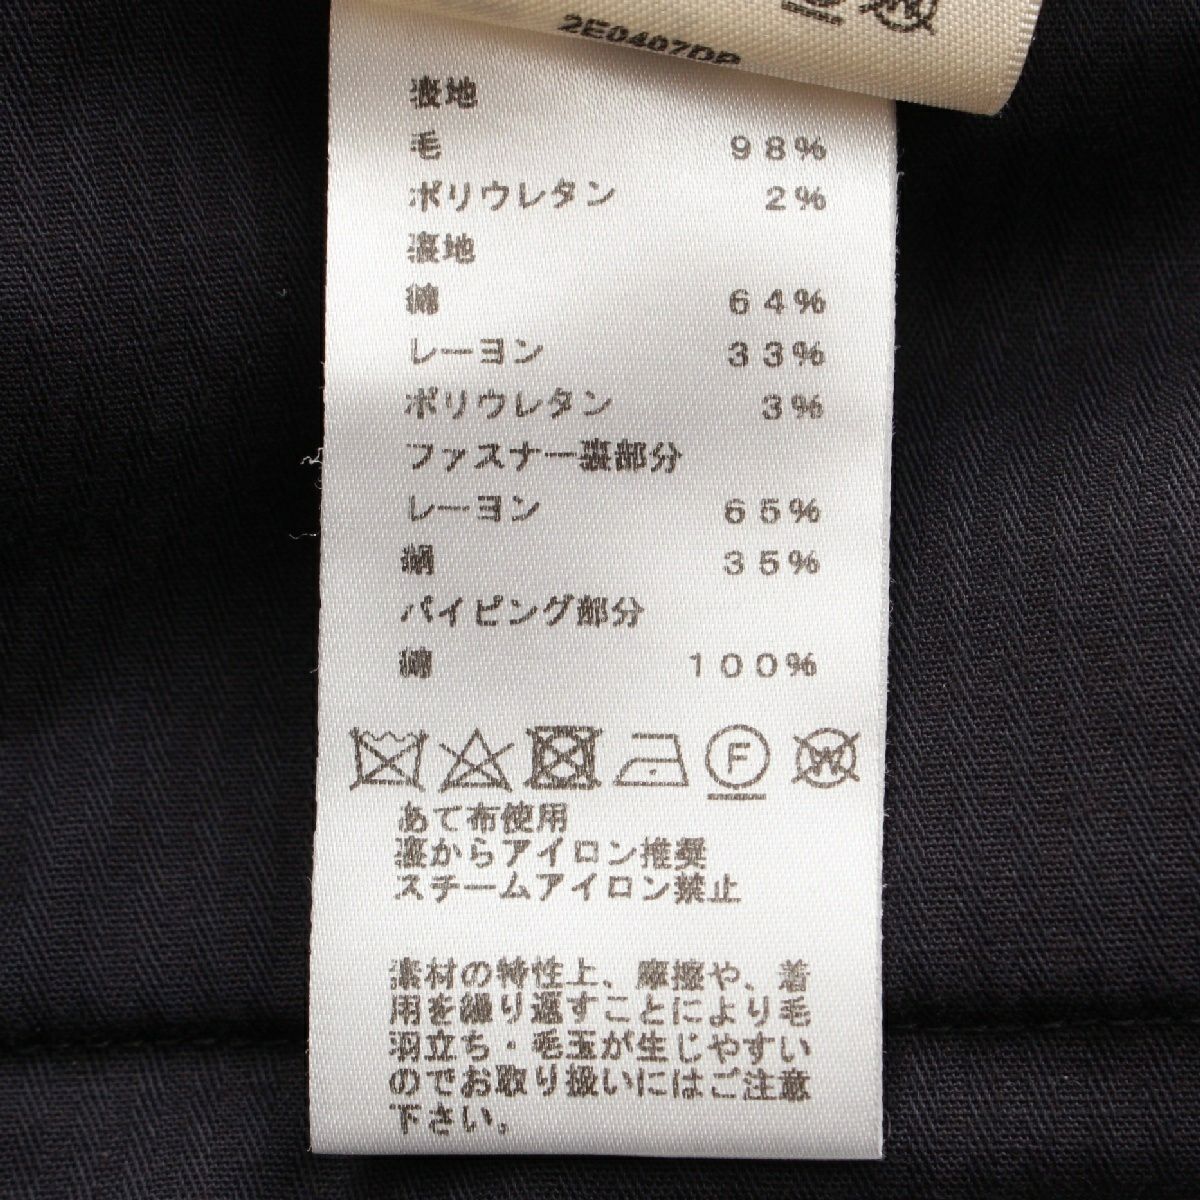 2E0407DP
表地
毛 98%
ポリウレタン 2%
裏地
綿 64%
レーヨン 33%
ポリウレタン 3%
ファスナー裏部分
レーヨン 65%
綿 35%
パイピング部分
綿 100%
F W
あて布使用
裏からアイロン推奨
スチームアイロン禁止
素材の特性上、摩擦や、着
用を繰り返すことにより毛
羽立ち・毛玉が生じやすい
のでお取り扱いにはご注意
下さい。